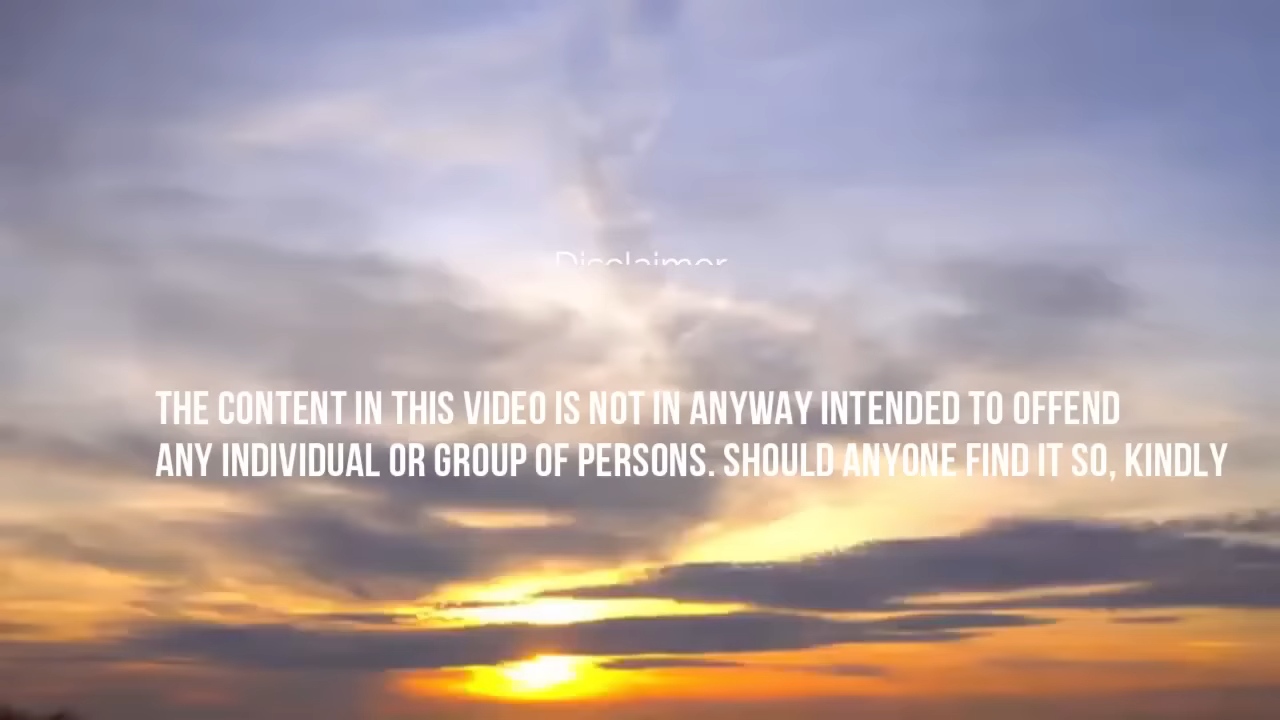 Disclaimer
THE CONTENT IN THIS VIDEO IS NOT IN ANYWAY INTENDED TO OFFEND
ANY INDIVIDUAL OR GROUP OF PERSONS. SHOULD ANYONE FIND IT SO, KINDLY